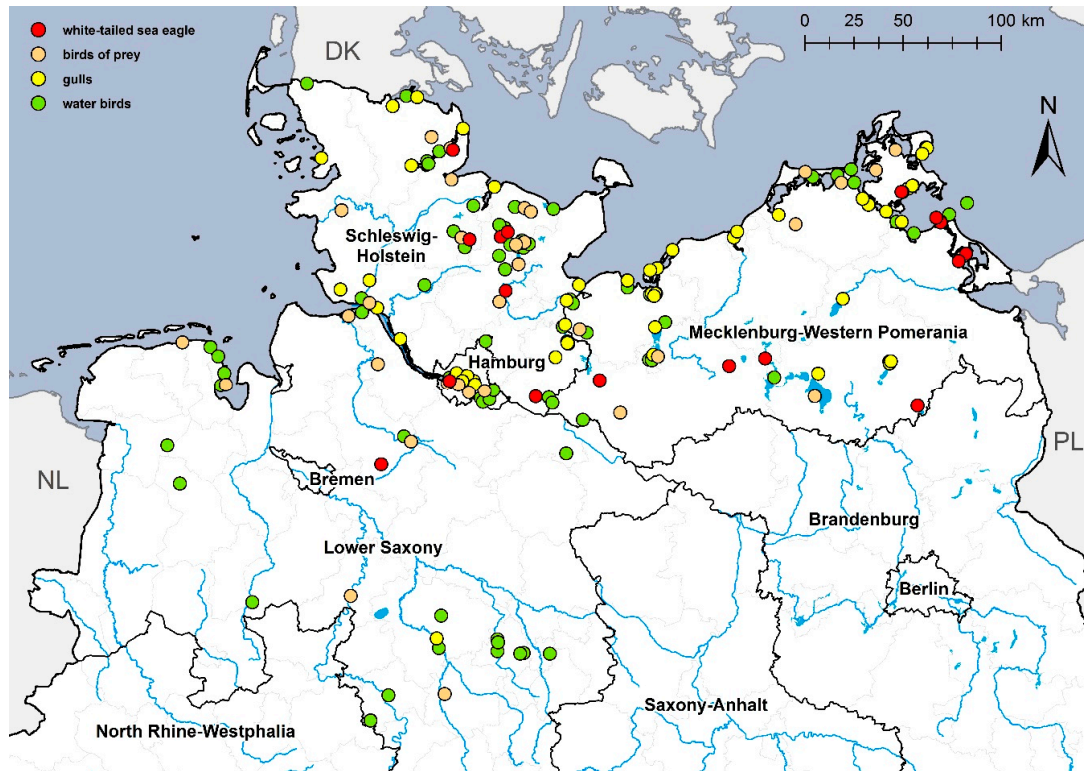 white-tailed sea eagle
birds of prey
gulls
water birds
DK
0 25 50 100 km
N
Schleswig-
Holstein
Mecklenburg-Western Pomerania
Hamburg
NL
Bremen
PL
Brandenburg
Lower Saxony
Berlin
Saxony-Anhalt
North Rhine-Westphalia